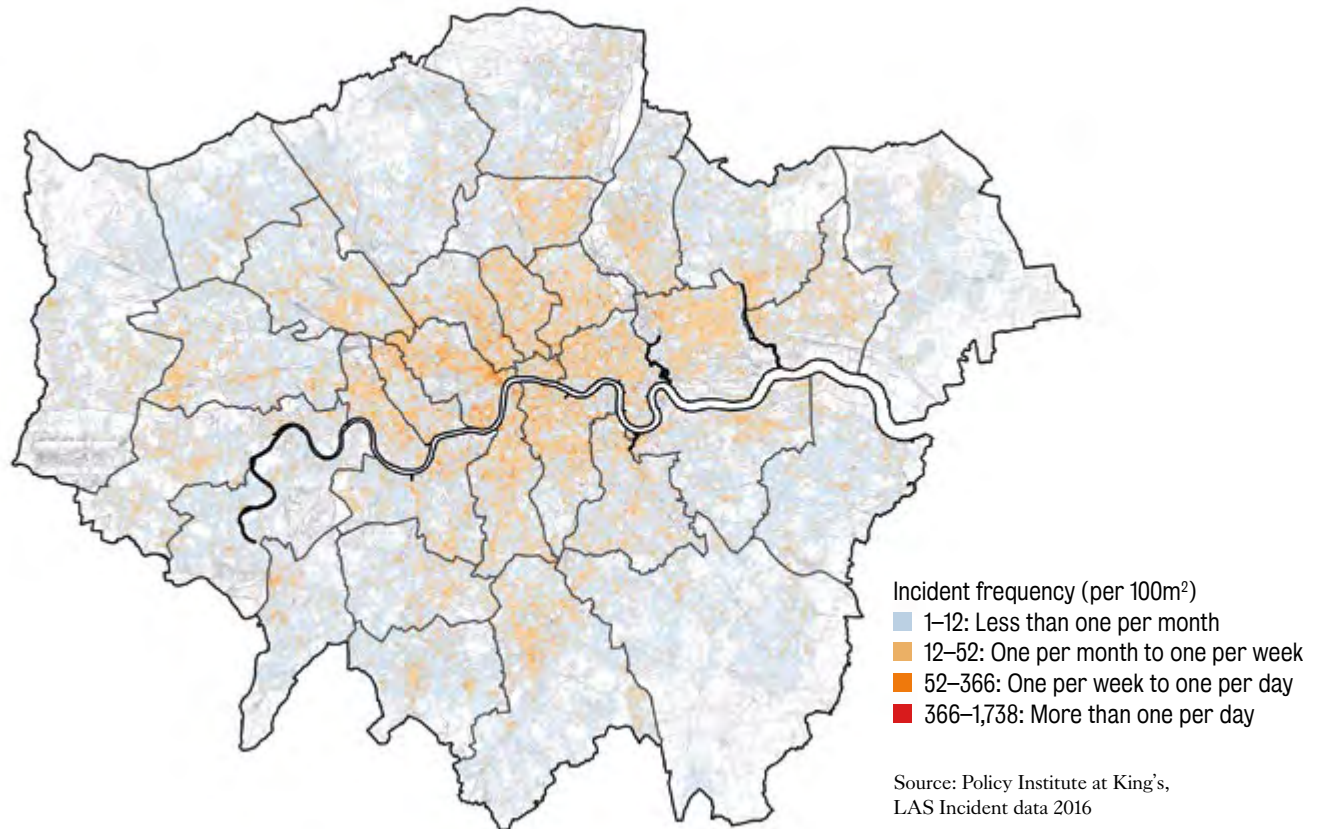 Incident frequency (per 100m²)
1–12: Less than one per month
12–52: One per month to one per week
52–366: One per week to one per day
366–1,738: More than one per day
Source: Policy Institute at King’s,
LAS Incident data 2016